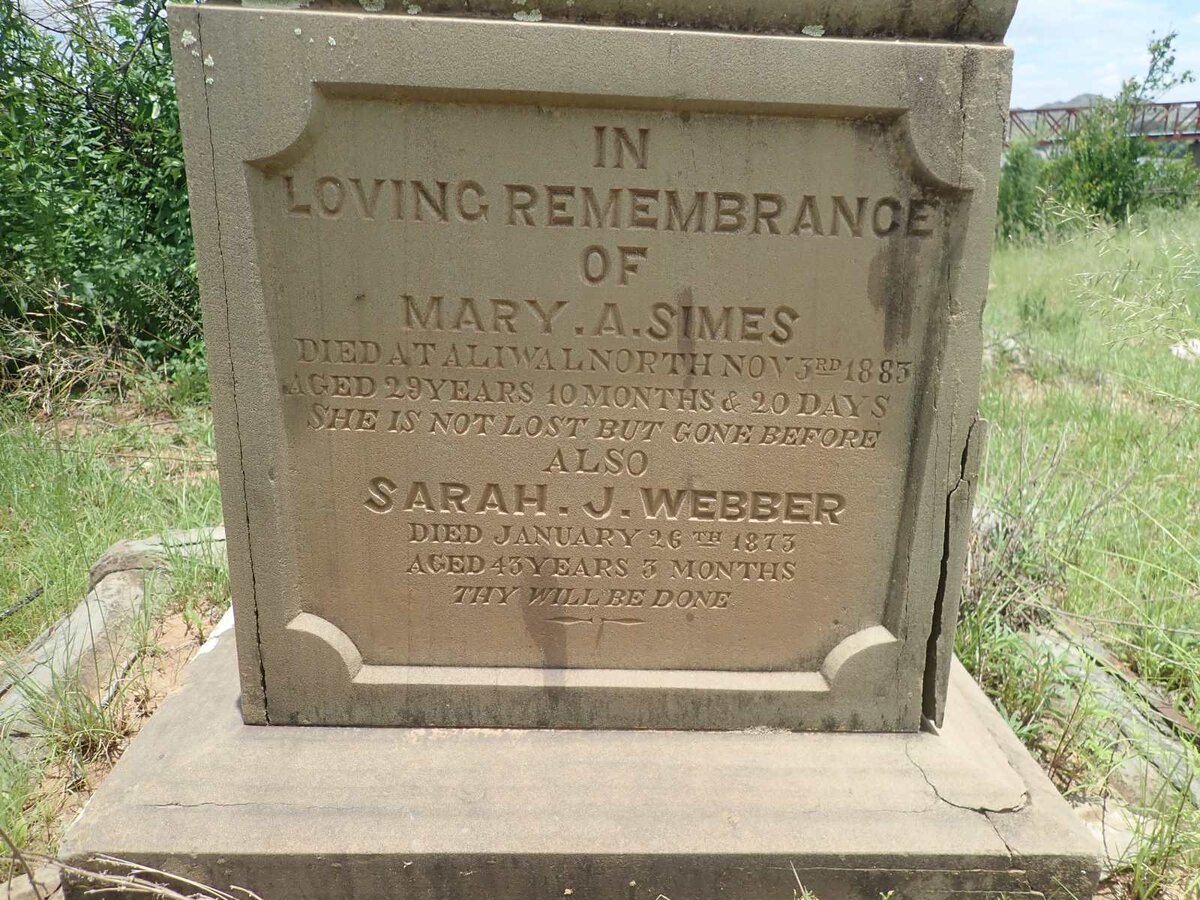 IN
LOVING REMEMBRANCE
OF
MARY. A. SIMES
DIED AT ALIWAL NORTH NOV 3RD 1883
AGED 29 YEARS 10 MONTHS & 20 DAYS
SHE IS NOT LOST BUT GONE BEFORE
ALSO
SARAH. J. WEBBER
DIED JANUARY 26TH 1873
AGED 43 YEARS 3 MONTHS
THY WILL BE DONE